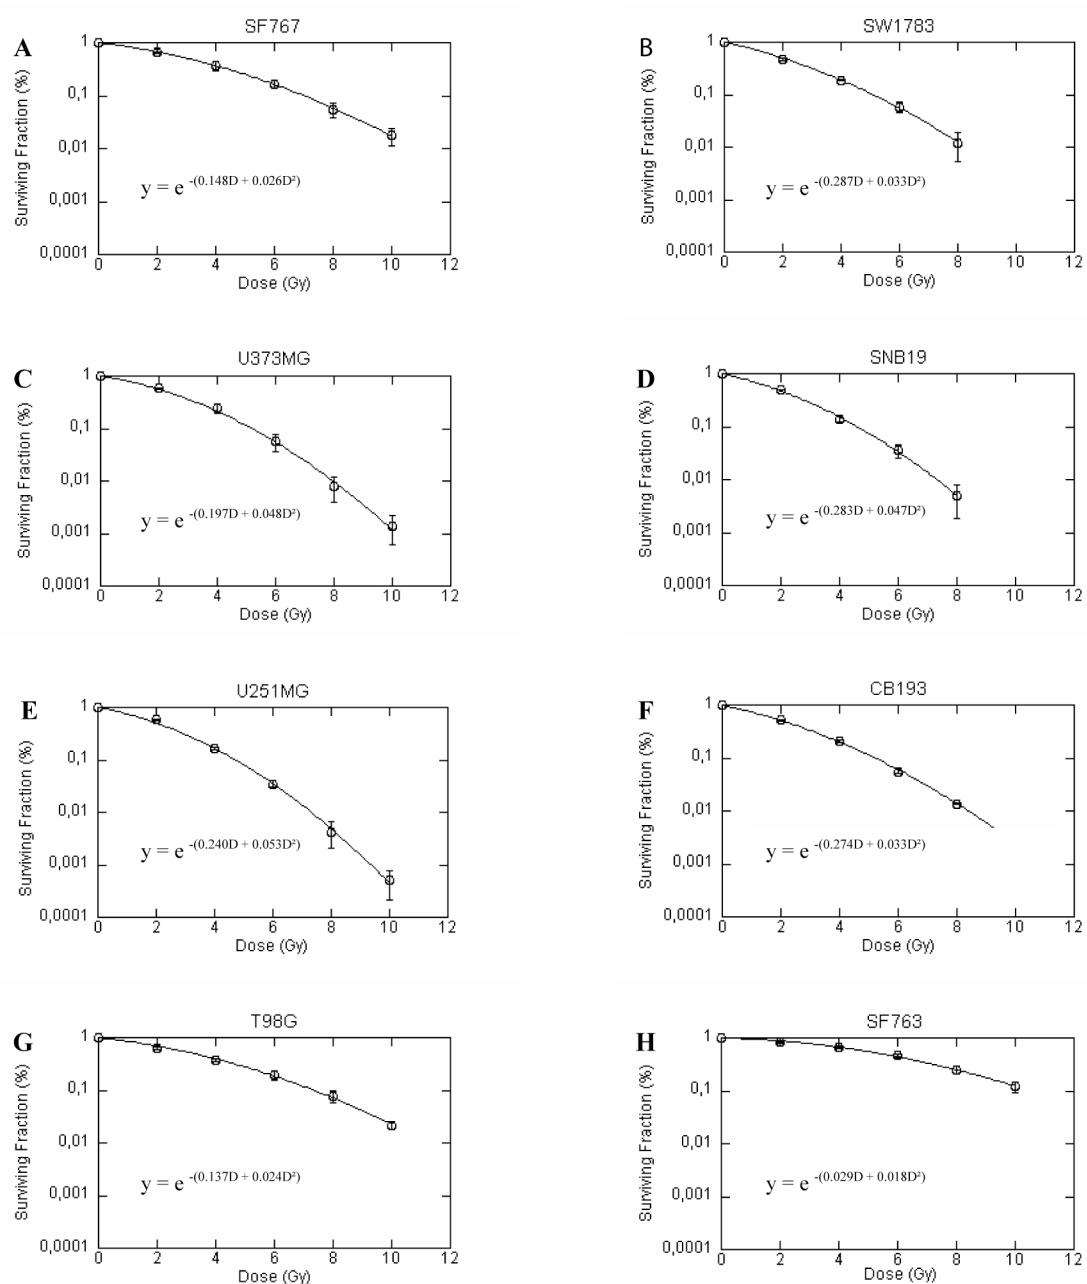 A
SF767
Surviving Fraction (%)
1
0,1
0,01
0,001
0,0001
y = e -(0.148D + 0.026D²)
0 2 4 6 8 10 12
Dose (Gy)
B
SW1783
Surviving Fraction (%)
1
0,1
0,01
0,001
0,0001
y = e -(0.287D + 0.033D²)
0 2 4 6 8 10 12
Dose (Gy)
C
U373MG
Surviving Fraction (%)
1
0,1
0,01
0,001
0,0001
y = e -(0.197D + 0.048D²)
0 2 4 6 8 10 12
Dose (Gy)
D
SNB19
Surviving Fraction (%)
1
0,1
0,01
0,001
0,0001
y = e -(0.283D + 0.047D²)
0 2 4 6 8 10 12
Dose (Gy)
E
U251MG
Surviving Fraction (%)
1
0,1
0,01
0,001
0,0001
y = e -(0.240D + 0.053D²)
0 2 4 6 8 10 12
Dose (Gy)
F
CB193
Surviving Fraction (%)
1
0,1
0,01
0,001
0,0001
y = e -(0.274D + 0.033D²)
0 2 4 6 8 10 12
Dose (Gy)
G
T98G
Surviving Fraction (%)
1
0,1
0,01
0,001
0,0001
y = e -(0.137D + 0.024D²)
0 2 4 6 8 10 12
Dose (Gy)
H
SF763
Surviving Fraction (%)
1
0,1
0,01
0,001
0,0001
y = e -(0.029D + 0.018D²)
0 2 4 6 8 10 12
Dose (Gy)